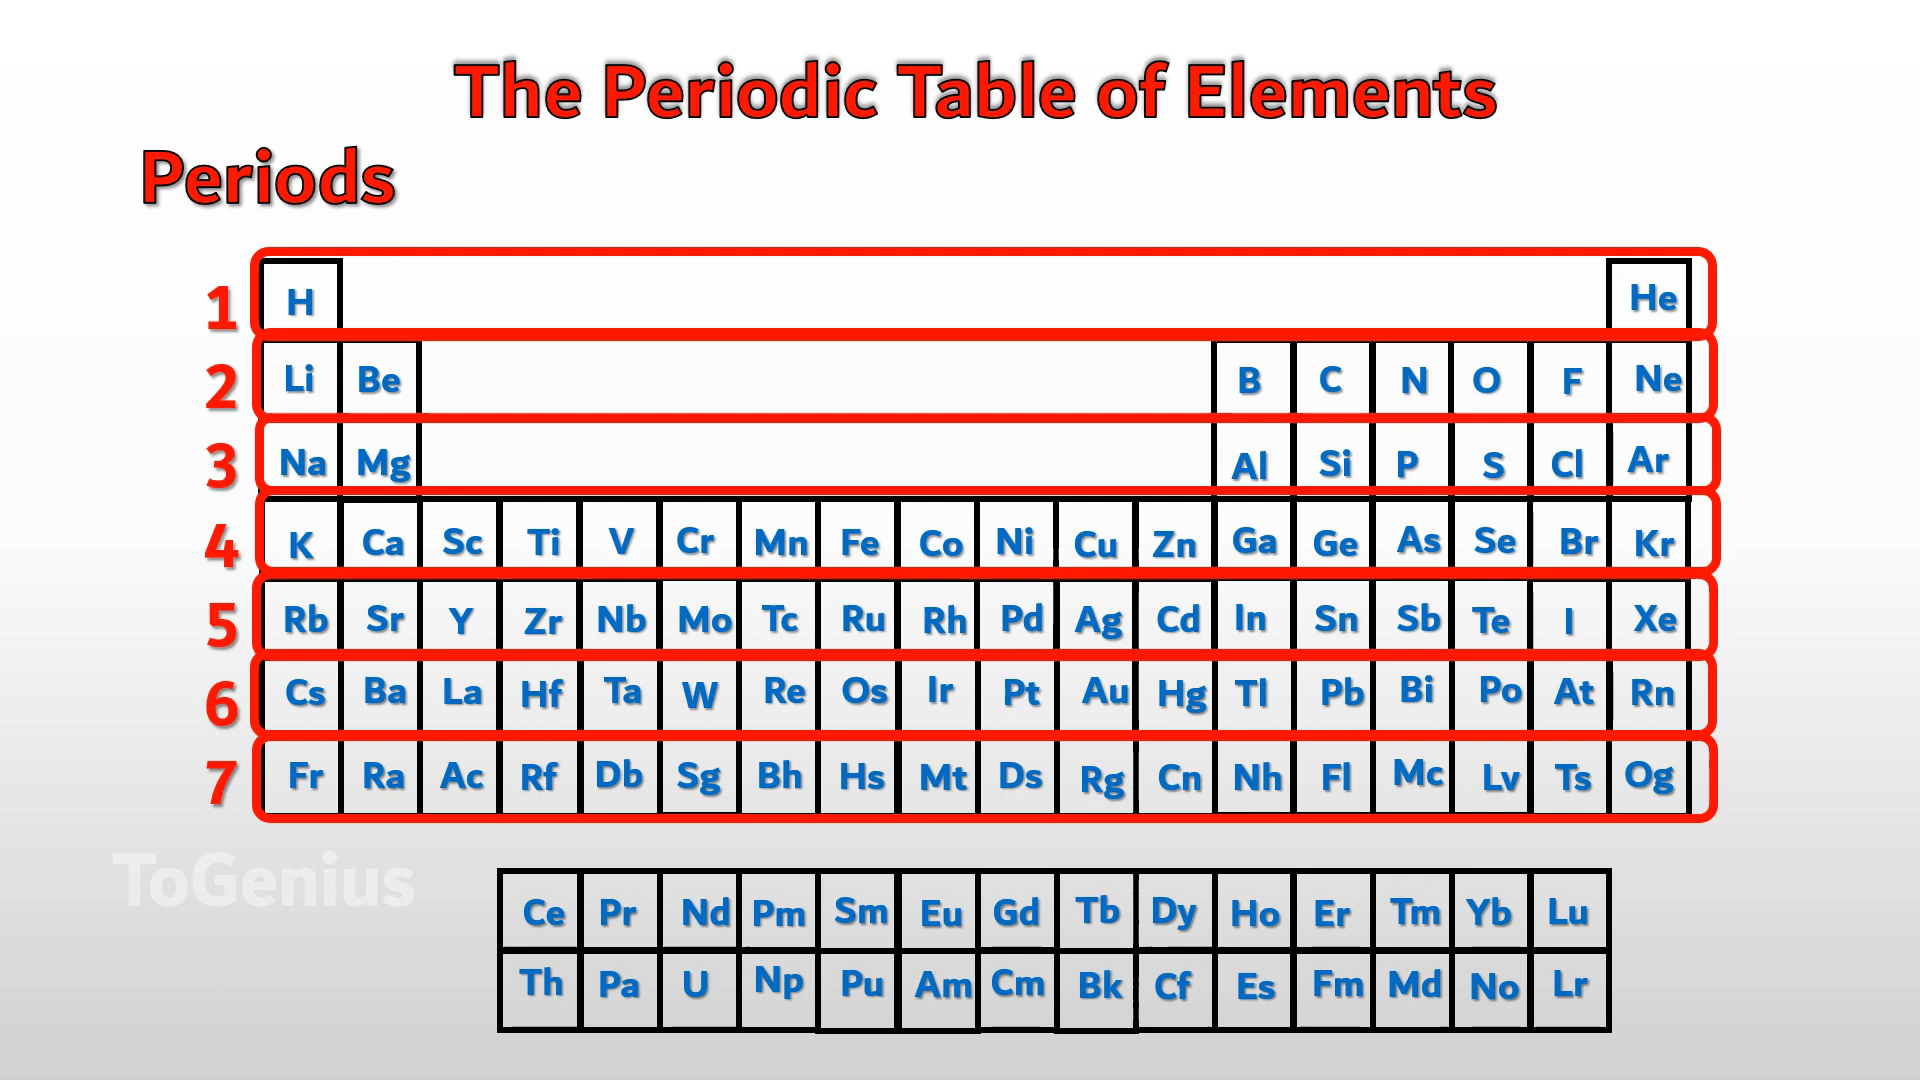 The Periodic Table of Elements
Periods
1 H He
2 Li Be B C N O F Ne
3 Na Mg Al Si P S Cl Ar
4 K Ca Sc Ti V Cr Mn Fe Co Ni Cu Zn Ga Ge As Se Br Kr
5 Rb Sr Y Zr Nb Mo Tc Ru Rh Pd Ag Cd In Sn Sb Te I Xe
6 Cs Ba La Hf Ta W Re Os Ir Pt Au Hg Tl Pb Bi Po At Rn
7 Fr Ra Ac Rf Db Sg Bh Hs Mt Ds Rg Cn Nh Fl Mc Lv Ts Og
ToGenius
Ce Pr Nd Pm Sm Eu Gd Tb Dy Ho Er Tm Yb Lu
Th Pa U Np Pu Am Cm Bk Cf Es Fm Md No Lr